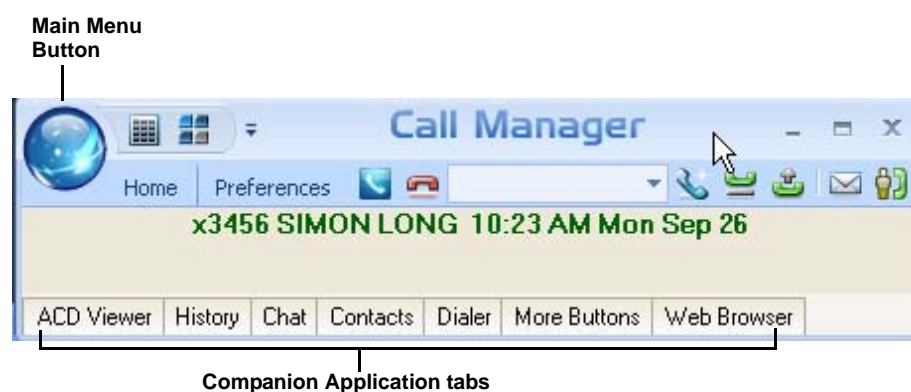 Main Menu
Button
Call Manager
Home Preferences
x3456 SIMON LONG 10:23 AM Mon Sep 26
ACD Viewer History Chat Contacts Dialer More Buttons Web Browser
Companion Application tabs